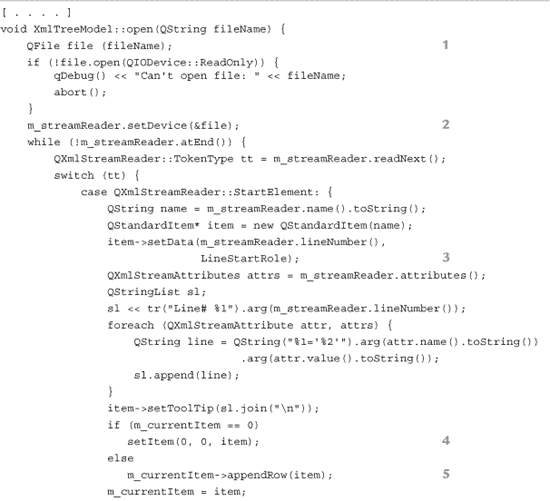 [ . . . . ]
void XmlTreeModel::open(QString fileName) {
    QFile file (fileName);                                        1
    if (!file.open(QIODevice::ReadOnly)) {
        qDebug() << "Can't open file: " << fileName;
        abort();
    }
    m_streamReader.setDevice(&file);                              2
    while (!m_streamReader.atEnd()) {
        QXmlStreamReader::TokenType tt = m_streamReader.readNext();
        switch (tt) {
            case QXmlStreamReader::StartElement: {
                QString name = m_streamReader.name().toString();
                QStandardItem* item = new QStandardItem(name);
                item->setData(m_streamReader.lineNumber(),
                              LineStartRole);                     3
                QXmlStreamAttributes attrs = m_streamReader.attributes();
                QStringList sl;
                sl << tr("Line# %1").arg(m_streamReader.lineNumber());
                foreach (QXmlStreamAttribute attr, attrs) {
                    QString line = QString("%1='%2'").arg(attr.name().toString())
                                    .arg(attr.value().toString());
                    sl.append(line);
                }
                item->setToolTip(sl.join("\n"));
                if (m_currentItem == 0)
                   setItem(0, 0, item);                           4
                else
                   m_currentItem->appendRow(item);                5
                m_currentItem = item;